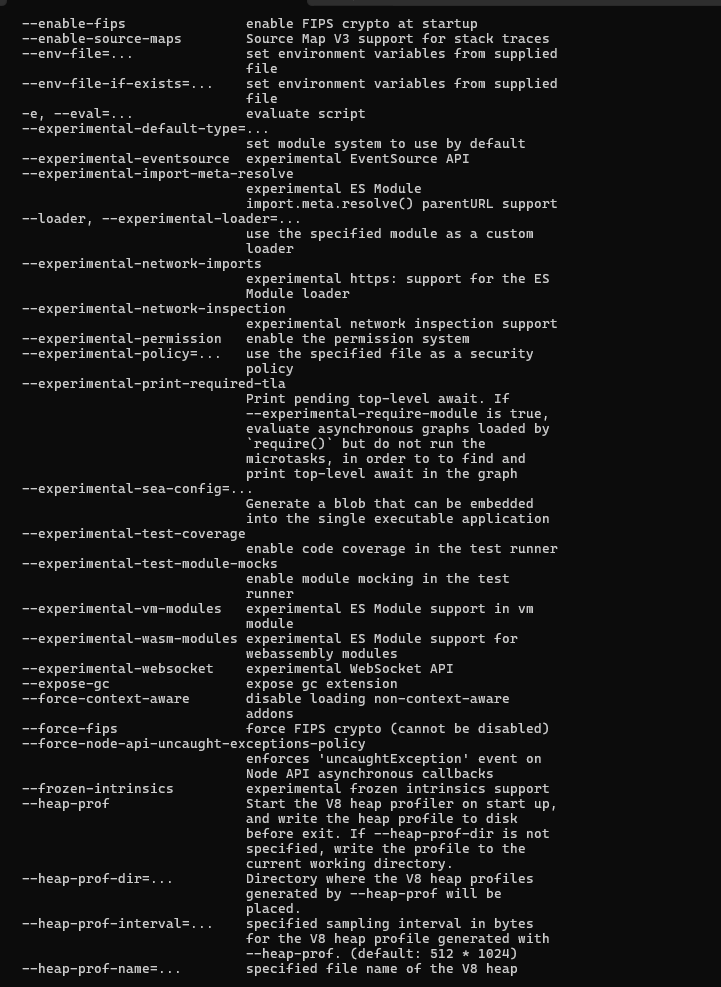 --enable-fips               enable FIPS crypto at startup
--enable-source-maps        Source Map V3 support for stack traces
--env-file=...              set environment variables from supplied
                            file
--env-file-if-exists=...    set environment variables from supplied
                            file
-e, --eval=...              evaluate script
--experimental-default-type=...
                            set module system to use by default
--experimental-eventsource  experimental EventSource API
--experimental-import-meta-resolve
                            experimental ES Module
                            import.meta.resolve() parentURL support
--loader, --experimental-loader=...
                            use the specified module as a custom
                            loader
--experimental-network-imports
                            experimental https: support for the ES
                            Module loader
--experimental-network-inspection
                            experimental network inspection support
--experimental-permission   enable the permission system
--experimental-policy=...   use the specified file as a security
                            policy
--experimental-print-required-tla
                            Print pending top-level await. If
                            --experimental-require-module is true,
                            evaluate asynchronous graphs loaded by
                            `require()` but do not run the
                            microtasks, in order to to find and
                            print top-level await in the graph
--experimental-sea-config=...
                            Generate a blob that can be embedded
                            into the single executable application
--experimental-test-coverage
                            enable code coverage in the test runner
--experimental-test-module-mocks
                            enable module mocking in the test
                            runner
--experimental-vm-modules   experimental ES Module support in vm
                            module
--experimental-wasm-modules experimental ES Module support for
                            webassembly modules
--experimental-websocket    experimental WebSocket API
--expose-gc                 expose gc extension
--force-context-aware       disable loading non-context-aware
                            addons
--force-fips                force FIPS crypto (cannot be disabled)
--force-node-api-uncaught-exceptions-policy
                            enforces 'uncaughtException' event on
                            Node API asynchronous callbacks
--frozen-intrinsics         experimental frozen intrinsics support
--heap-prof                 Start the V8 heap profiler on start up,
                            and write the heap profile to disk
                            before exit. If --heap-prof-dir is not
                            specified, write the profile to the
                            current working directory.
--heap-prof-dir=...         Directory where the V8 heap profiles
                            generated by --heap-prof will be
                            placed.
--heap-prof-interval=...    specified sampling interval in bytes
                            for the V8 heap profile generated with
                            --heap-prof. (default: 512 * 1024)
--heap-prof-name=...        specified file name of the V8 heap